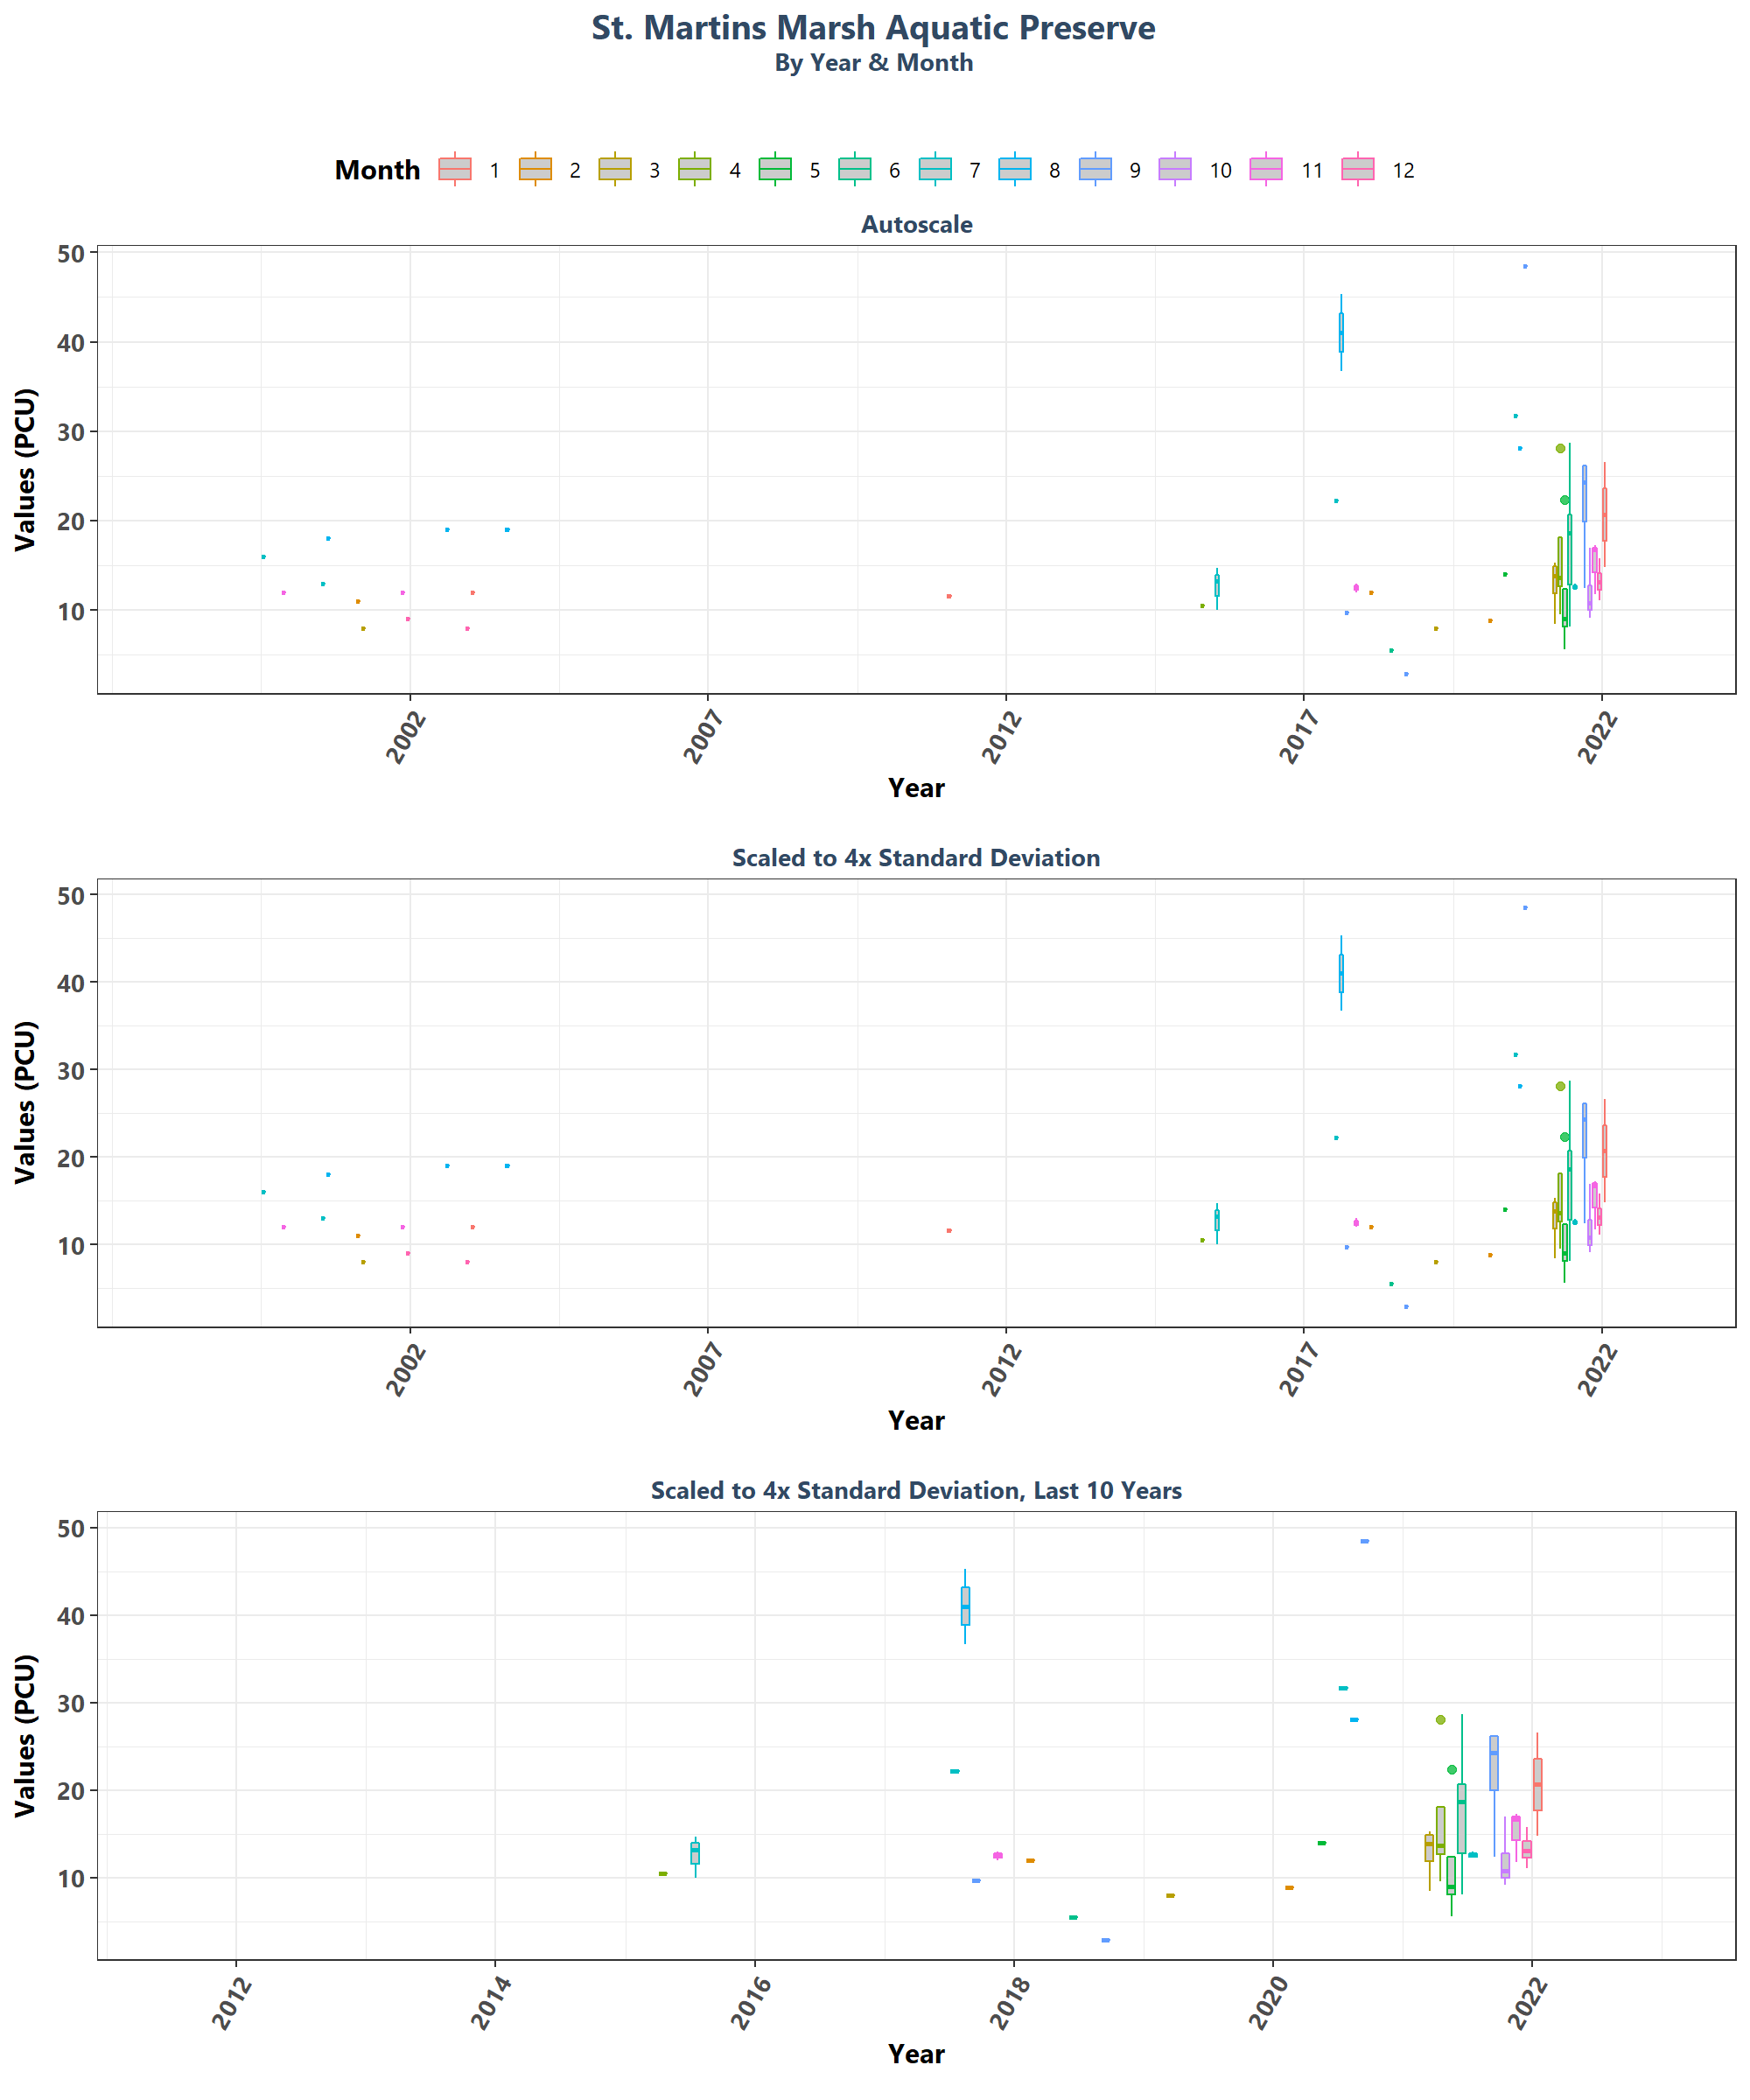 St. Martins Marsh Aquatic Preserve
By Year & Month
Month 1 2 3 4 5 6 7 8 9 10 11 12
Autoscale
Values (PCU)
50
40
30
20
10
2002 2007 2012 2017 2022
Year
Scaled to 4x Standard Deviation
Values (PCU)
50
40
30
20
10
2002 2007 2012 2017 2022
Year
Scaled to 4x Standard Deviation, Last 10 Years
Values (PCU)
50
40
30
20
10
2012 2014 2016 2018 2020 2022
Year